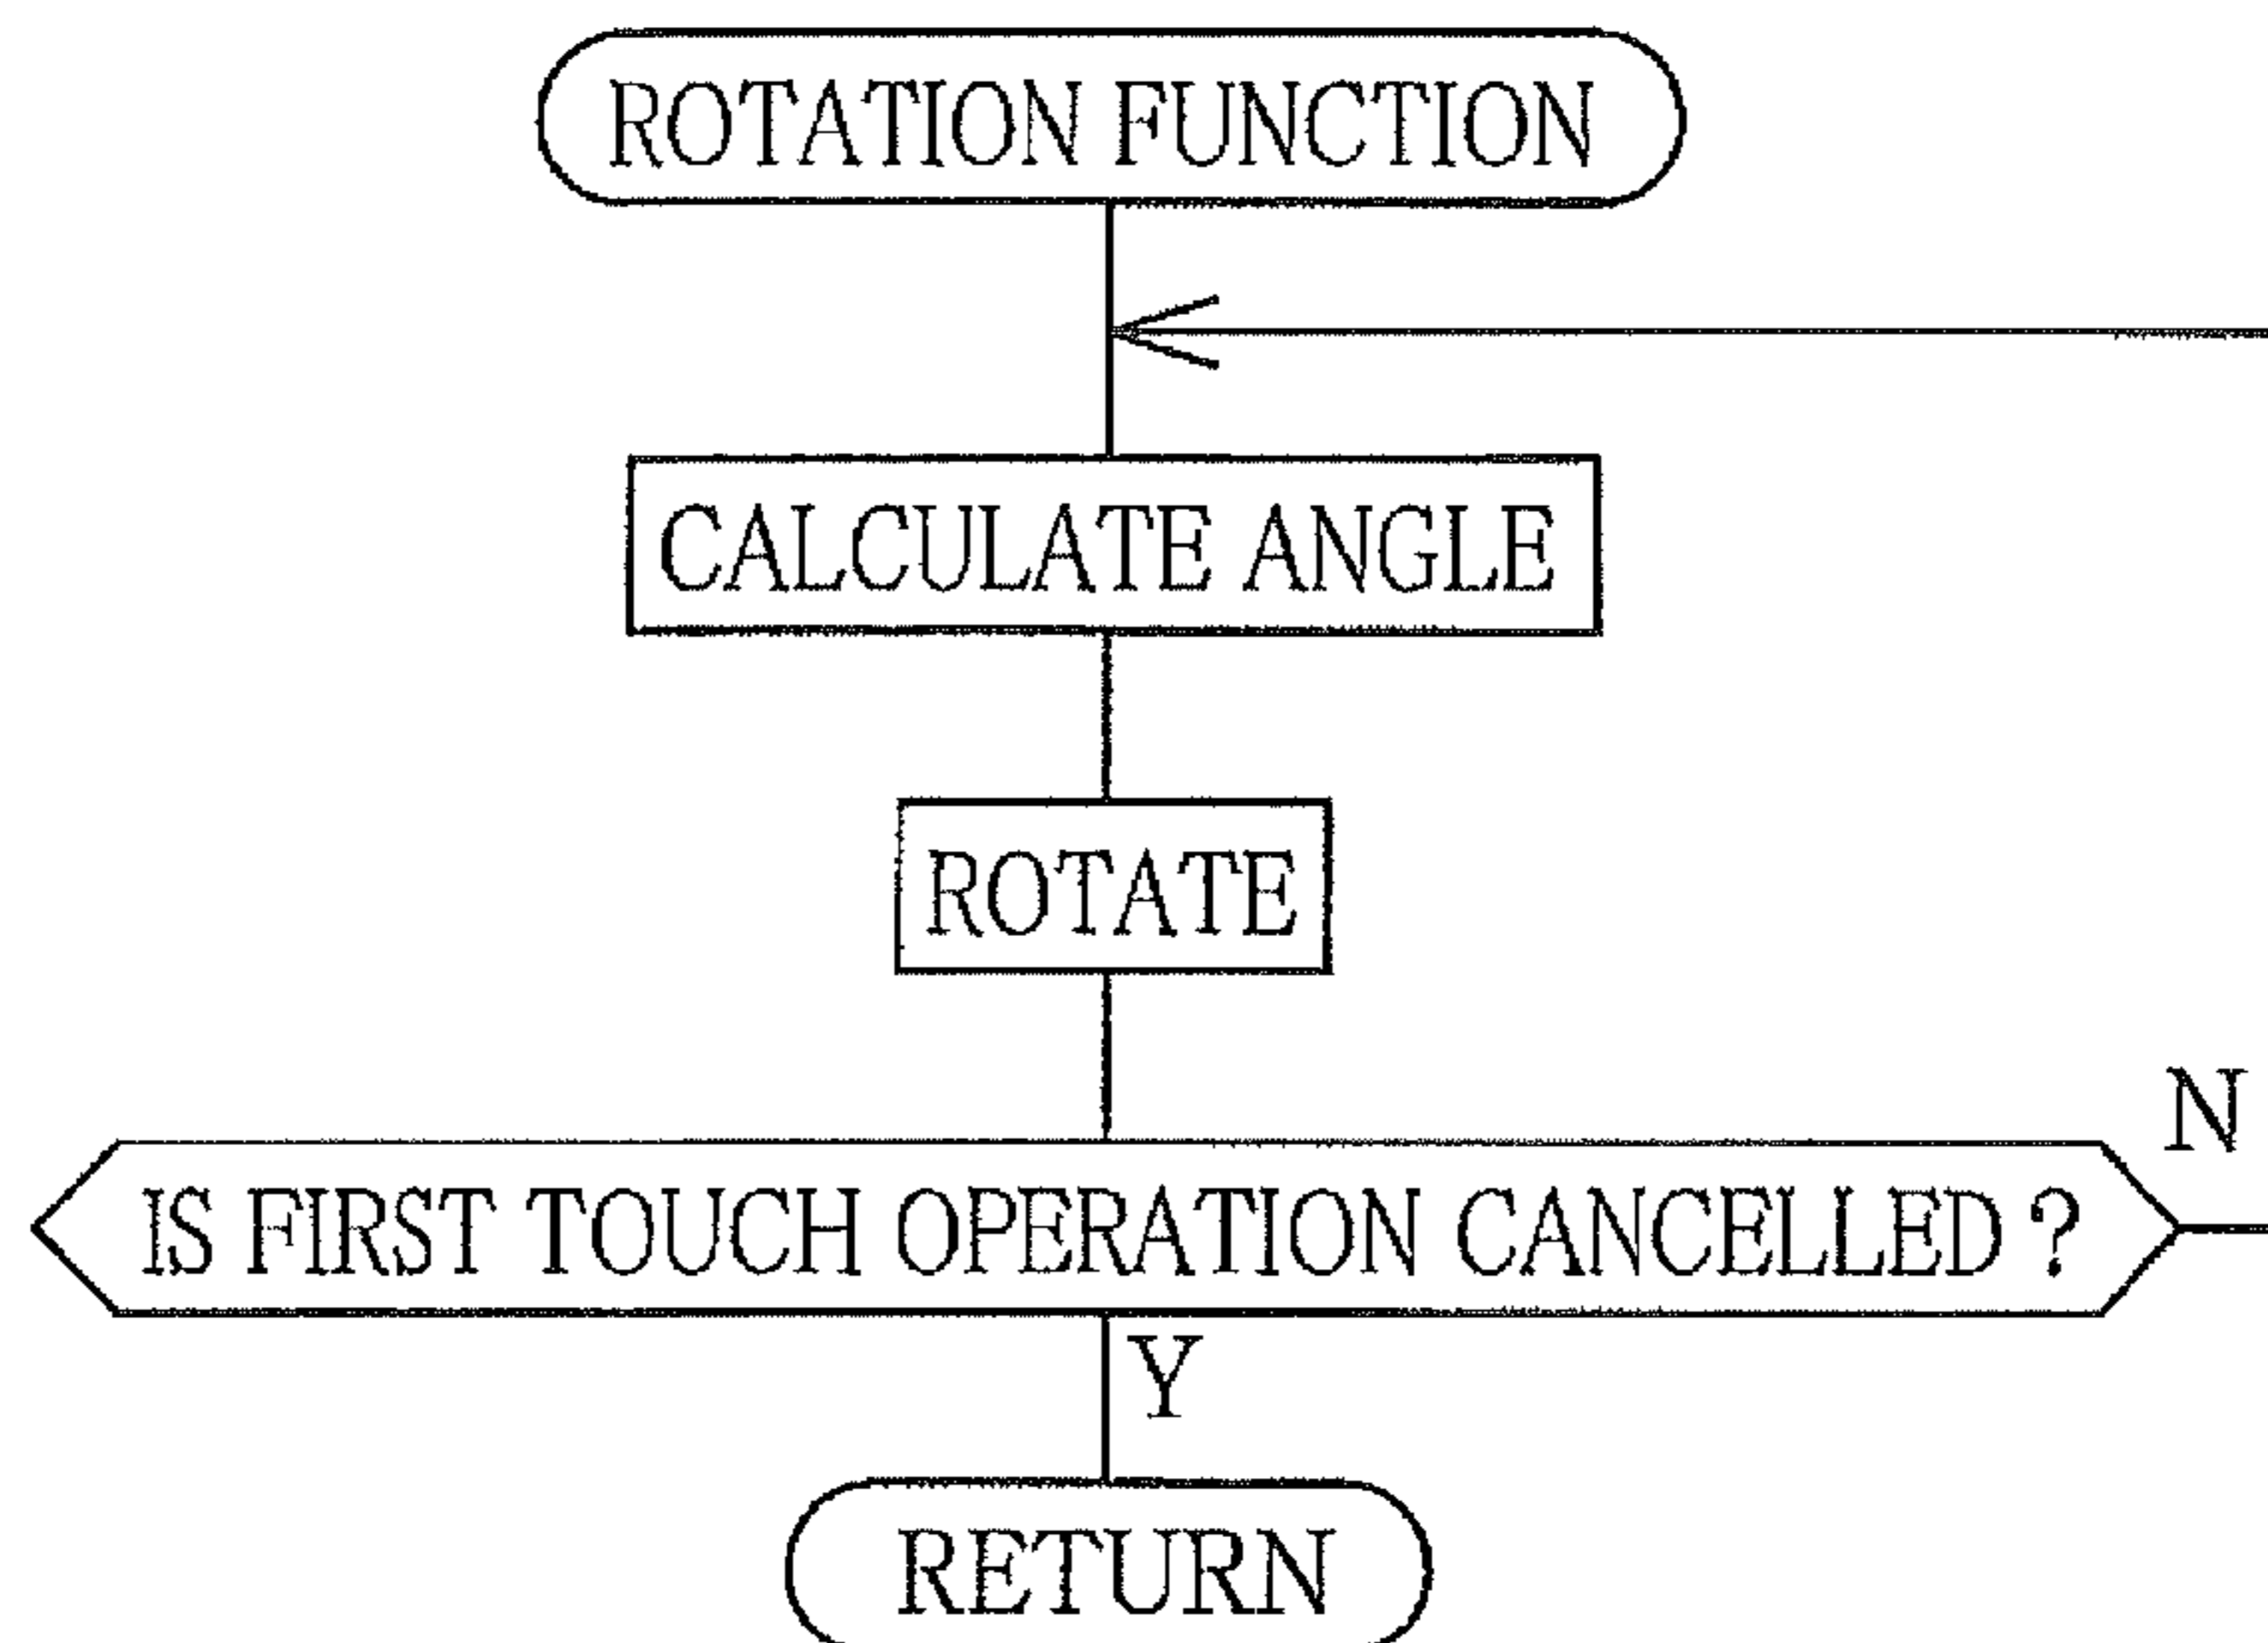 ROTATION FUNCTION
CALCULATE ANGLE
ROTATE
N
IS FIRST TOUCH OPERATION CANCELLED ?
Y
RETURN